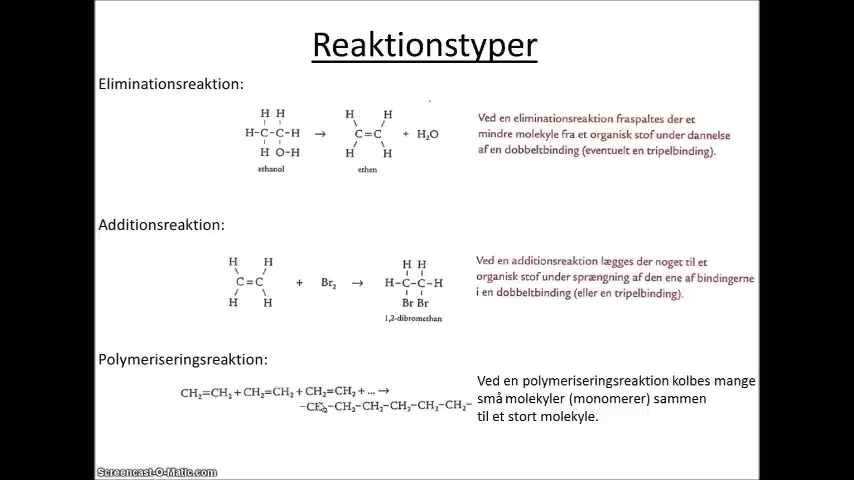 Reaktionstyper
Eliminationsreaktion:
H H
H-C-C-H → C=C + H₂O
H O-H
H H
H H
ethanol
ethen
Ved en eliminationsreaktion fraspaltes der et
mindre molekyle fra et organisk stof under dannelse
af en dobbeltbinding (eventuelt en tripelbinding).
Additionsreaktion:
H H
C=C + Br₂ → H-C-C-H
H H
H H
Br Br
1,2-dibromethan
Ved en additionsreaktion lægges der noget til et
organisk stof under sprængning af den ene af bindingerne
i en dobbeltbinding (eller en tripelbinding).
Polymeriseringsreaktion:
CH₂=CH₂ + CH₂=CH₂ + CH₂=CH₂ + ... →
-CH₂-CH₂-CH₂-CH₂-CH₂-CH₂-
Ved en polymeriseringsreaktion kolbes mange
små molekyler (monomerer) sammen
til et stort molekyle.
Screencast-O-Matic.com